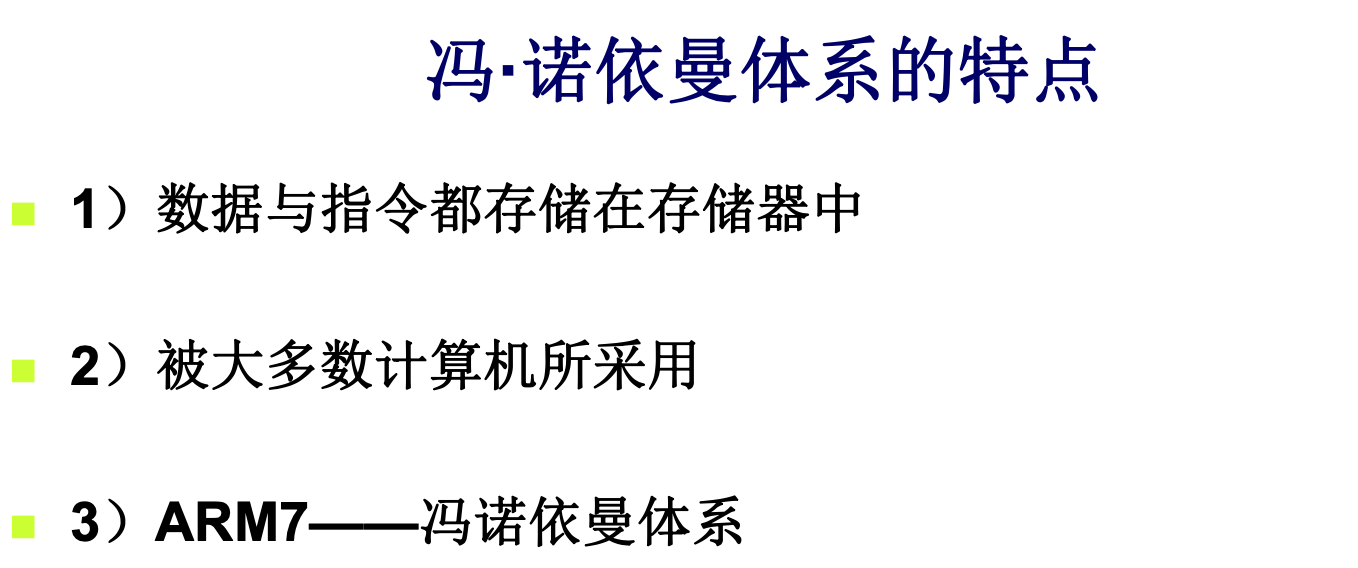 冯·诺依曼体系的特点
1）数据与指令都存储在存储器中
2）被大多数计算机所采用
3）ARM7——冯诺依曼体系